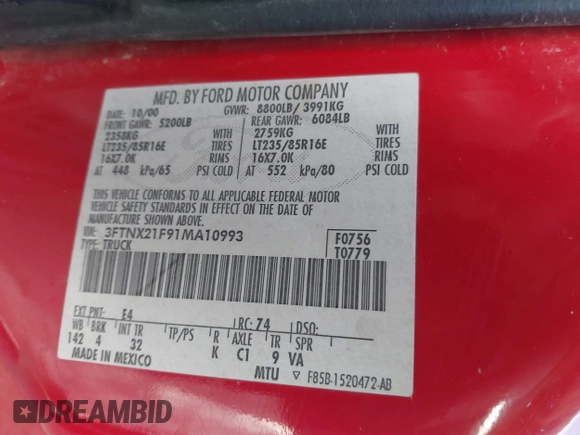 MFD. BY FORD MOTOR COMPANY
DATE: 10/00 GVWR: 8800LB/ 3991KG
FRONT GAWR: 5200LB REAR GAWR: 6084LB
2358KG WITH 2759KG WITH
LT235/85R16E TIRES LT235/85R16E TIRES
16X7.0K RIMS 16X7.0K RIMS
AT 448 kPa/65 PSI COLD AT 552 kPa/80 PSI COLD
THIS VEHICLE CONFORMS TO ALL APPLICABLE FEDERAL MOTOR
VEHICLE SAFETY STANDARDS IN EFFECT ON THE DATE OF
MANUFACTURE SHOWN ABOVE.
VIN: 3FTNX21F91MA10993 F0756
TYPE: TRUCK T0779
EXT PNT: E4 RC: 74 DSO:
WB BRK INT TR TP/PS R AXLE TR SPR
142 4 32 K C1 9 VA
MADE IN MEXICO MTU ▽ F85B-1520472-AB
DREAMBID